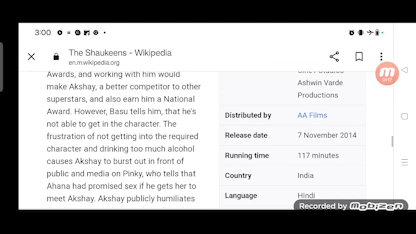 3:00
The Shaukeens - Wikipedia
en.m.wikipedia.org
Awards, and working with him would
make Akshay, a better competitor to other
superstars, and also earn him a National
Award. However, Basu tells him, that he's
not able to get in the character. The
frustration of not getting into the required
character and drinking too much alcohol
causes Akshay to burst out in front of
public and media on Pinky, who tells that
Ahana had promised sex if he gets her to
meet Akshay. Akshay publicly humiliates
Ashwin Varde
Productions
Distributed by AA Films
Release date 7 November 2014
Running time 117 minutes
Country India
Language Hindi
Recorded by mobizen